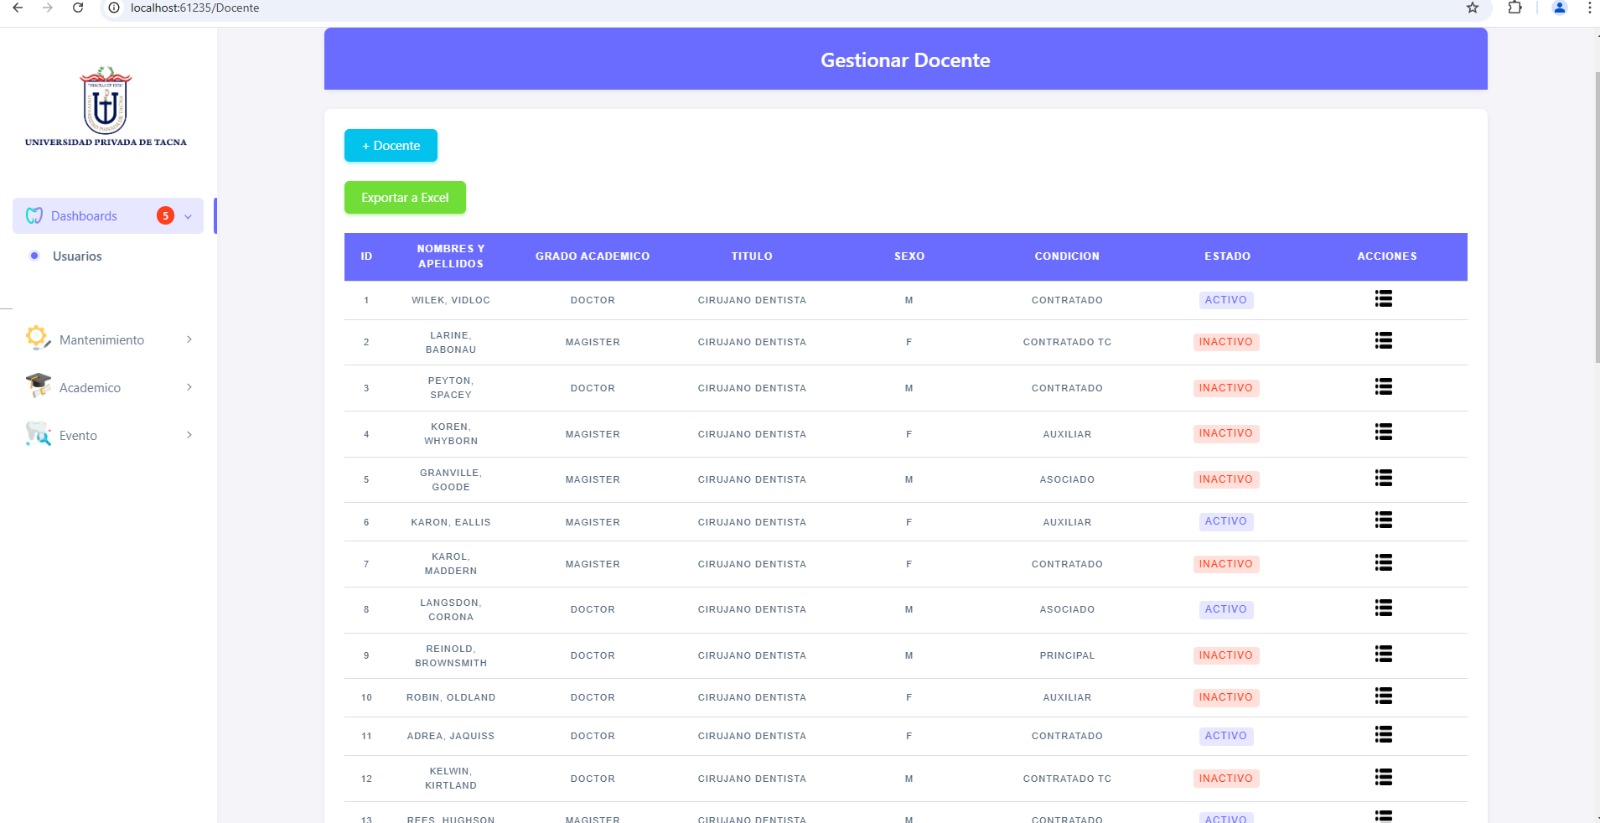 localhost:61235/Docente
Gestionar Docente
UNIVERSIDAD PRIVADA DE TACNA
Dashboards 5
Usuarios
Mantenimiento
Academico
Evento
+ Docente
Exportar a Excel
ID NOMBRES Y APELLIDOS GRADO ACADEMICO TITULO SEXO CONDICION ESTADO ACCIONES
1 WILEK, VIDLOC DOCTOR CIRUJANO DENTISTA M CONTRATADO ACTIVO
2 LARINE, BABONAU MAGISTER CIRUJANO DENTISTA F CONTRATADO TC INACTIVO
3 PEYTON, SPACEY DOCTOR CIRUJANO DENTISTA M CONTRATADO INACTIVO
4 KOREN, WHYBORN MAGISTER CIRUJANO DENTISTA F AUXILIAR INACTIVO
5 GRANVILLE, GOODE MAGISTER CIRUJANO DENTISTA M ASOCIADO INACTIVO
6 KARON, EALLIS MAGISTER CIRUJANO DENTISTA F AUXILIAR ACTIVO
7 KAROL, MADDERN MAGISTER CIRUJANO DENTISTA F CONTRATADO INACTIVO
8 LANGSDON, CORONA DOCTOR CIRUJANO DENTISTA M ASOCIADO ACTIVO
9 REINOLD, BROWNSMITH DOCTOR CIRUJANO DENTISTA M PRINCIPAL INACTIVO
10 ROBIN, OLDLAND DOCTOR CIRUJANO DENTISTA F AUXILIAR INACTIVO
11 ADREA, JAQUISS DOCTOR CIRUJANO DENTISTA F CONTRATADO ACTIVO
12 KELWIN, KIRTLAND DOCTOR CIRUJANO DENTISTA M CONTRATADO TC INACTIVO
13 REES, HUGHSON MAGISTER CIRUJANO DENTISTA M CONTRATADO ACTIVO